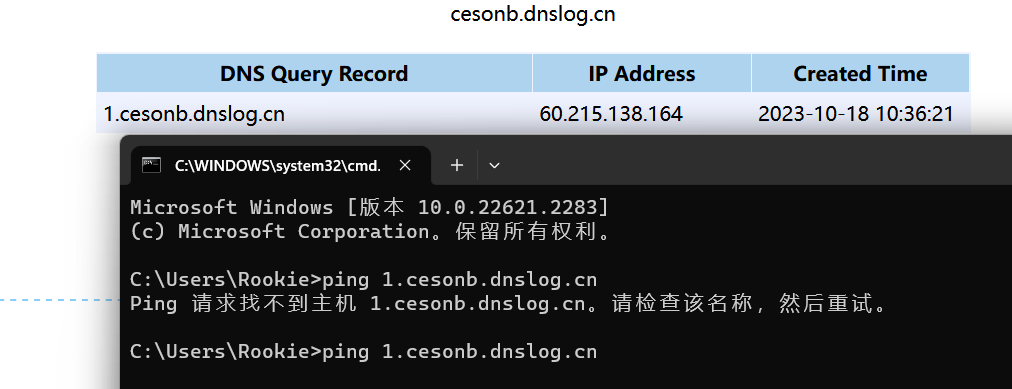 cesonb.dnslog.cn
DNS Query Record IP Address Created Time
1.cesonb.dnslog.cn 60.215.138.164 2023-10-18 10:36:21
C:\WINDOWS\system32\cmd.
Microsoft Windows [版本 10.0.22621.2283]
(c) Microsoft Corporation。保留所有权利。
C:\Users\Rookie>ping 1.cesonb.dnslog.cn
Ping 请求找不到主机 1.cesonb.dnslog.cn。请检查该名称，然后重试。
C:\Users\Rookie>ping 1.cesonb.dnslog.cn